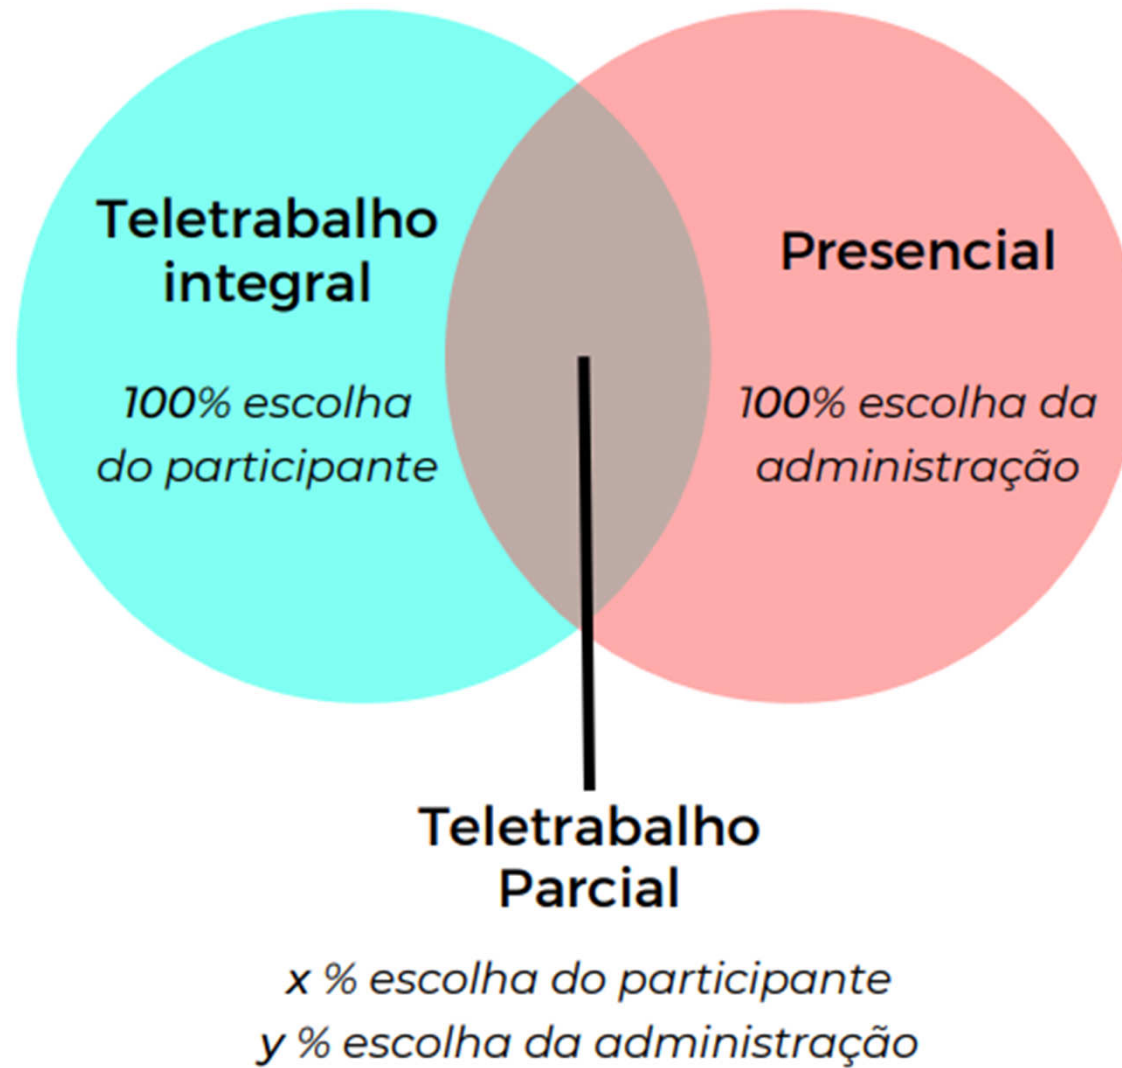 Teletrabalho
integral
100% escolha
do participante
Presencial
100% escolha da
administração
Teletrabalho
Parcial
x % escolha do participante
y % escolha da administração